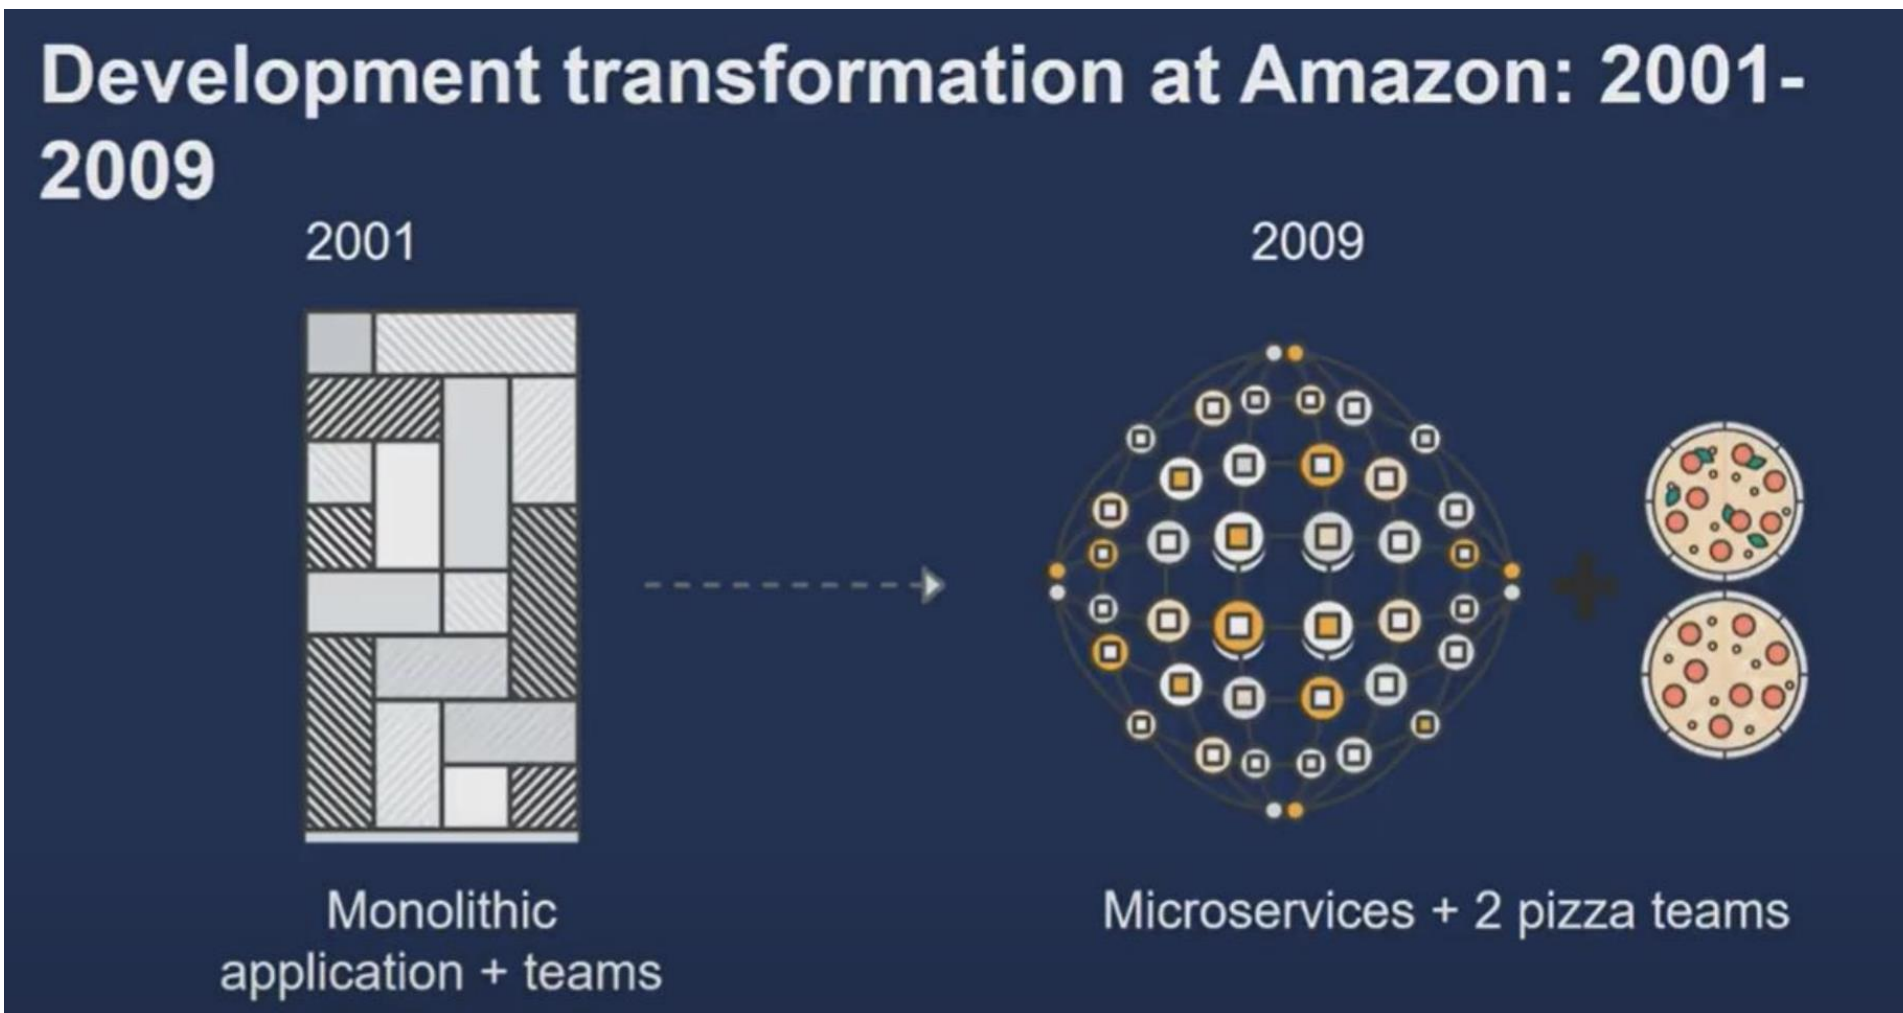 Development transformation at Amazon: 2001-
2009
2001
2009
Monolithic
application + teams
Microservices + 2 pizza teams